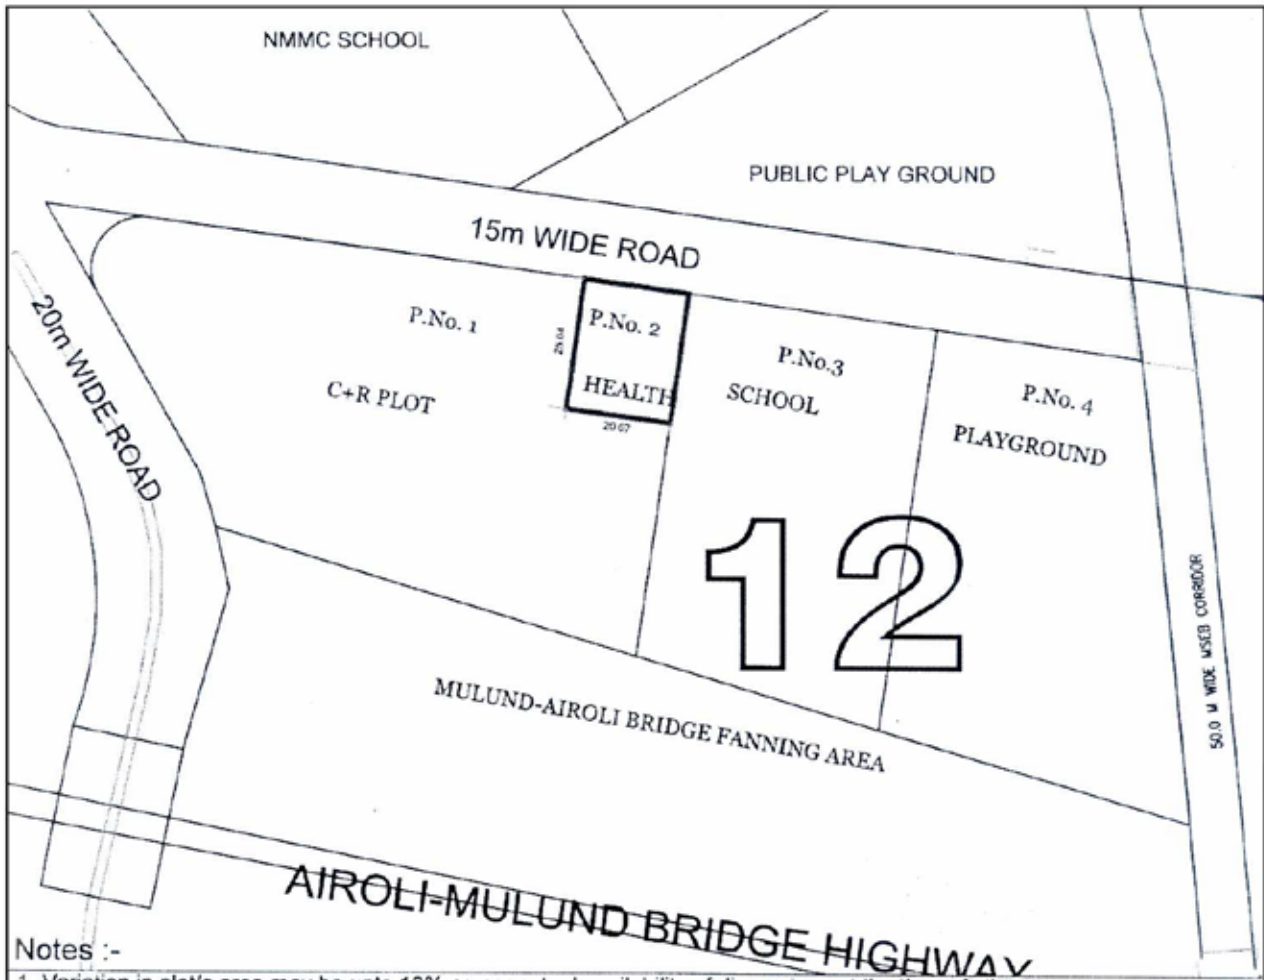 NMMC SCHOOL
PUBLIC PLAY GROUND
15m WIDE ROAD
20m WIDE ROAD
P.No. 1
C+R PLOT
P.No. 2
HEALTH
20.07
P.No.3
SCHOOL
P.No. 4
PLAYGROUND
12
50.0 M WIDE MSEB CORRIDOR
MULUND-AIROLI BRIDGE FANNING AREA
AIROLI-MULUND BRIDGE HIGHWAY
Notes :-